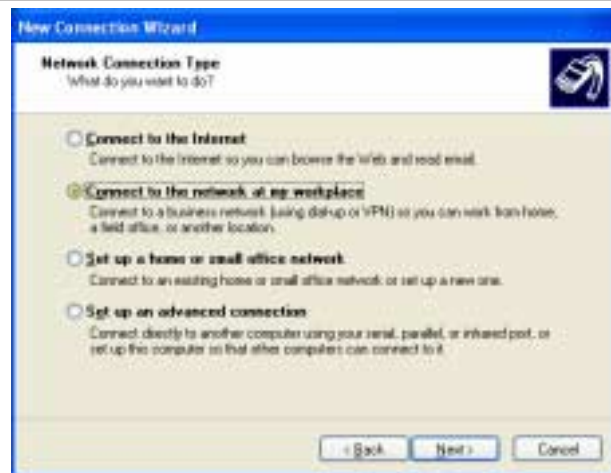 New Connection Wizard
Network Connection Type
What do you want to do?
Connect to the Internet
Connect to the Internet so you can browse the Web and read email.
Connect to the network at my workplace
Connect to a business network (using dial-up or VPN) so you can work from home,
a field office, or another location.
Set up a home or small office network
Connect to an existing home or small office network or set up a new one.
Set up an advanced connection
Connect directly to another computer using your serial, parallel, or infrared port, or
set up this computer so that other computers can connect to it.
< Back
Next >
Cancel